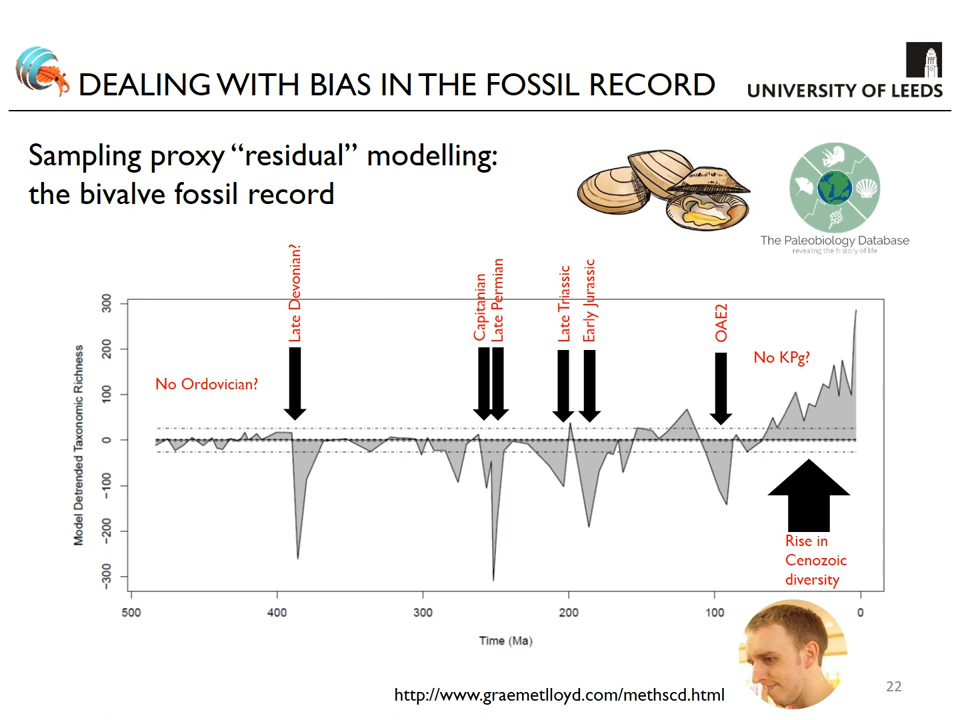 DEALING WITH BIAS IN THE FOSSIL RECORD
UNIVERSITY OF LEEDS
Sampling proxy “residual” modelling:
the bivalve fossil record
The Paleobiology Database
revealing the history of life
Late Devonian?
Capitanian
Late Permian
Late Triassic
Early Jurassic
OAE2
No KPg?
No Ordovician?
Model Detrended Taxonomic Richness
300
200
100
0
-100
-200
-300
Rise in
Cenozoic
diversity
500
400
300
200
100
0
Time (Ma)
http://www.graemetlloyd.com/methscd.html
22